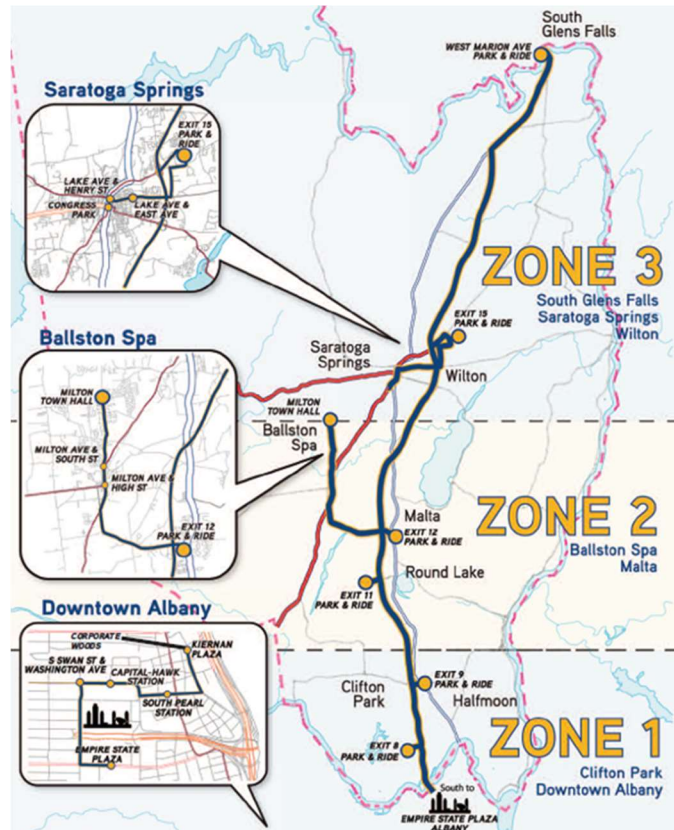 South
Glens Falls
WEST MARION AVE
PARK & RIDE
Saratoga Springs
EXIT 15
PARK &
RIDE
LAKE AVE &
HENRY ST
CONGRESS
PARK
LAKE AVE &
EAST AVE
ZONE 3
South Glens Falls
Saratoga Springs
Wilton
EXIT 15
PARK & RIDE
Saratoga
Springs
Wilton
Ballston Spa
MILTON
TOWN HALL
MILTON AVE &
SOUTH ST
MILTON AVE &
HIGH ST
EXIT 12
PARK & RIDE
MILTON
TOWN HALL
Ballston
Spa
Malta
EXIT 12
PARK & RIDE
ZONE 2
Ballston Spa
Malta
Round Lake
EXIT 11
PARK & RIDE
Downtown Albany
CORPORATE
WOODS
KIERNAN
PLAZA
S SWAN ST &
WASHINGTON AVE
CAPITAL-HAWK
STATION
SOUTH PEARL
STATION
EMPIRE STATE
PLAZA
EXIT 9
PARK & RIDE
Clifton
Park
Halfmoon
EXIT 8
PARK & RIDE
ZONE 1
Clifton Park
Downtown Albany
South to
EMPIRE STATE PLAZA
ALBANY